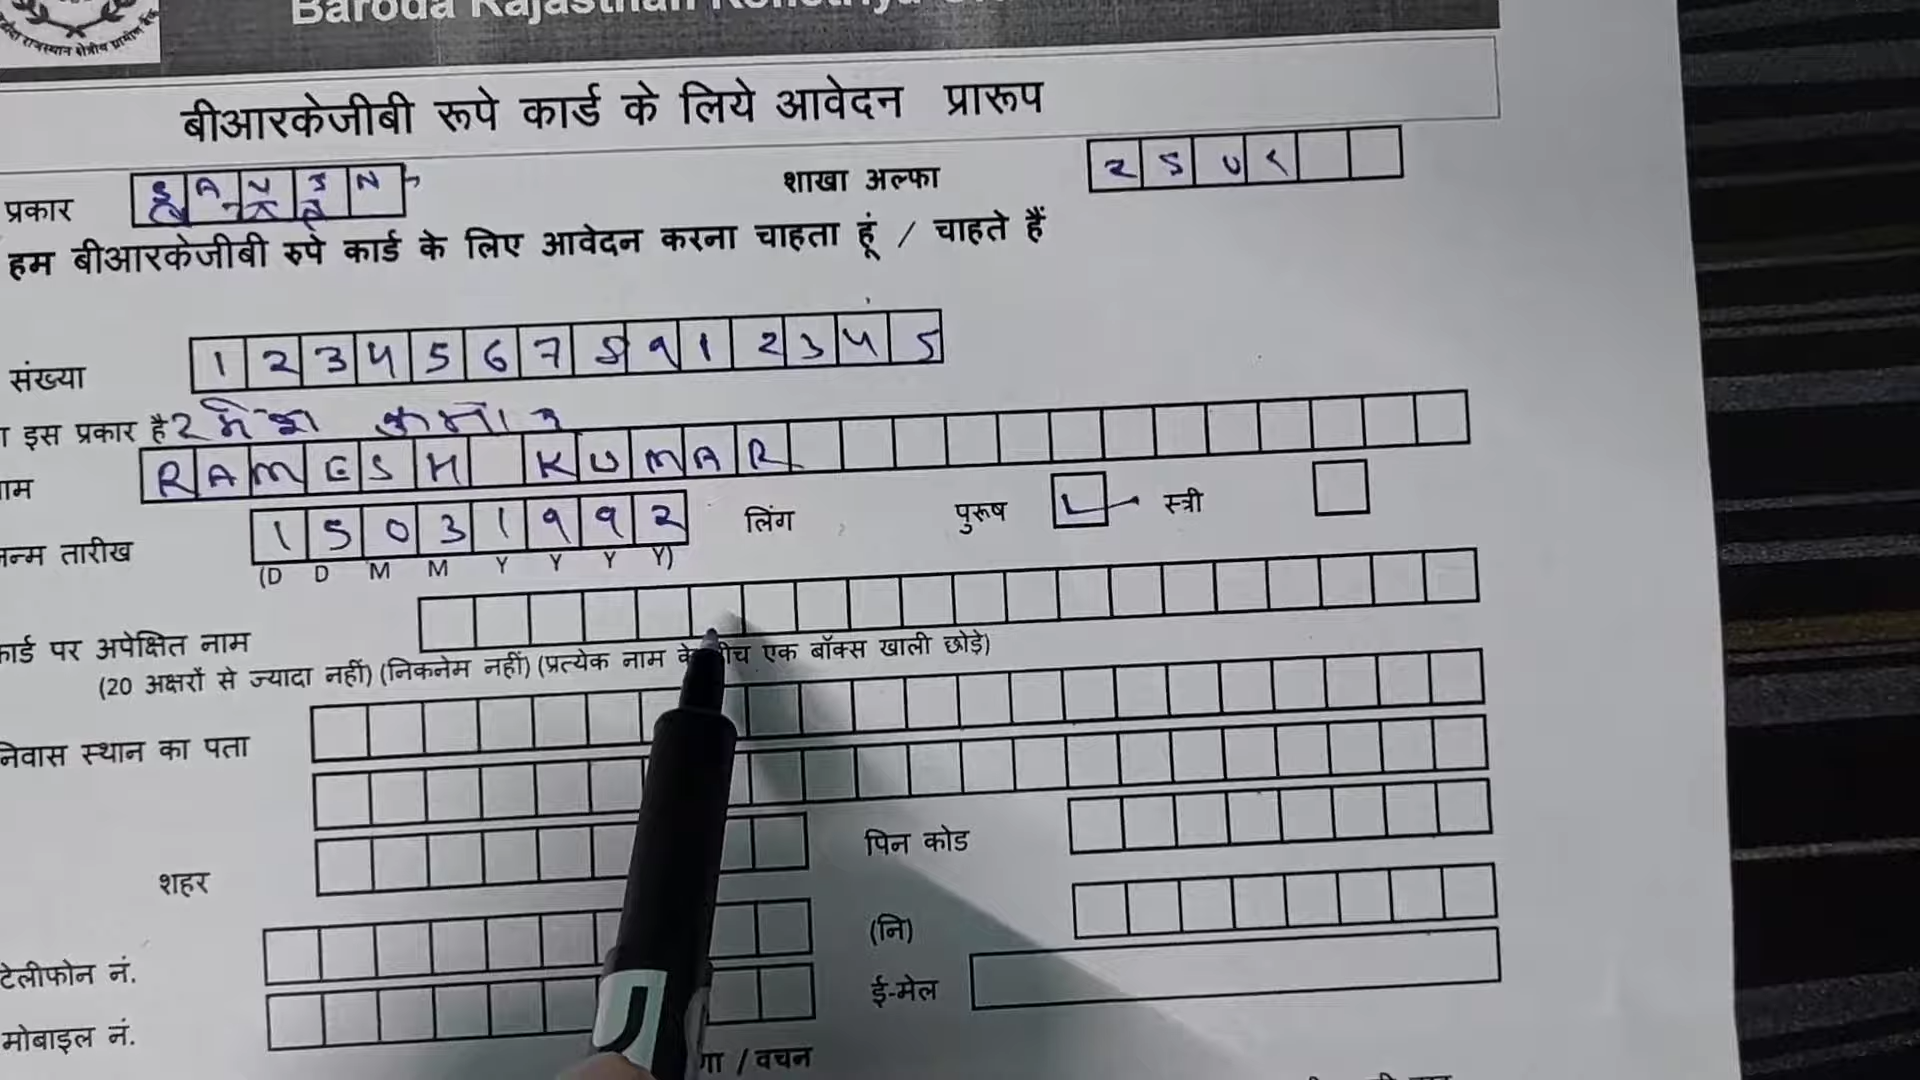 Baroda Rajasthan
बीआरकेजीबी रूपे कार्ड के लिये आवेदन प्रारूप
प्रकार शाखा अल्फा
हम बीआरकेजीबी रुपे कार्ड के लिए आवेदन करना चाहता हूं / चाहते हैं
संख्या 1 2 3 4 5 6 7 8 9 1 2 3 4 5
इस प्रकार है रमेश कुमार
RAMESH KUMAR
जन्म तारीख 1 5 0 3 1 9 9 2 लिंग पुरूष स्त्री
(D D M M Y Y Y Y)
कार्ड पर अपेक्षित नाम
(20 अक्षरों से ज्यादा नहीं) (निकनेम नहीं) (प्रत्येक नाम के बीच एक बॉक्स खाली छोड़े)
निवास स्थान का पता
शहर पिन कोड
टेलीफोन नं. (नि)
मोबाइल नं. ई-मेल
/ वचन